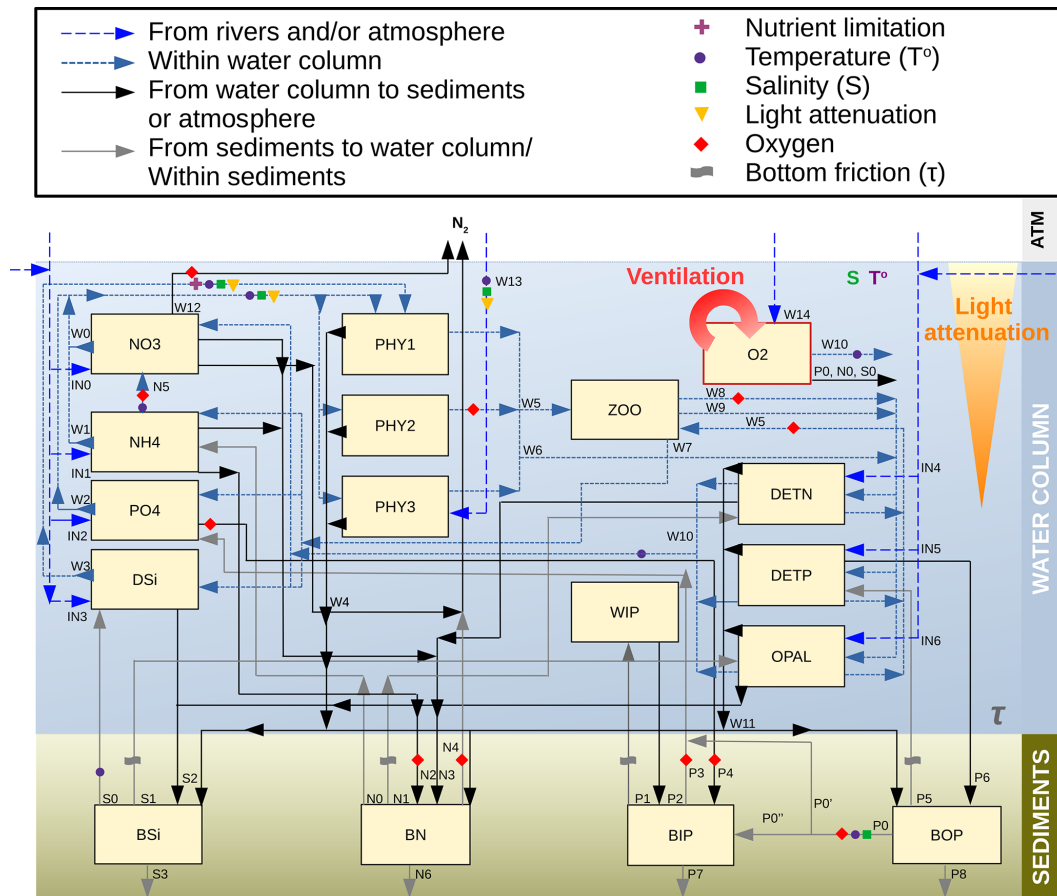 From rivers and/or atmosphere
Within water column
From water column to sediments
or atmosphere
From sediments to water column/
Within sediments
Nutrient limitation
Temperature (Tº)
Salinity (S)
Light attenuation
Oxygen
Bottom friction (τ)
ATM
N₂
Ventilation
S Tº
Light
attenuation
W13
W14
W12
W0
NO3
PHY1
O2
W10
P0, N0, S0
IN0
N5
W8
W9
W5
ZOO
W5
W1
NH4
PHY2
W7
W6
IN1
IN4
W2
PO4
PHY3
DETN
IN2
W10
IN5
W3
DSi
DETP
IN3
W4
WIP
IN6
OPAL
WATER COLUMN
τ
W11
N4
S2
N2
N3
P3
P4
P6
S0
S1
N0
N1
P1
P2
P0'
P5
P0''
P0
BSi
BN
BIP
BOP
S3
N6
P7
P8
SEDIMENTS